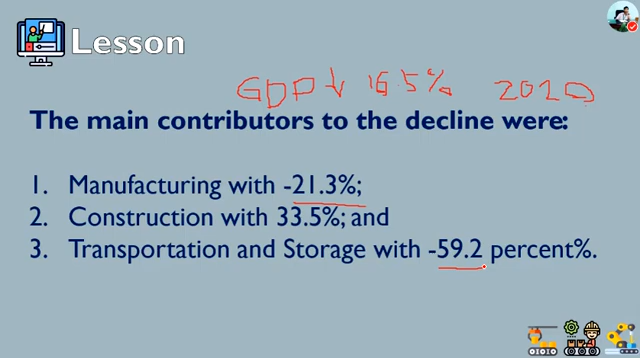 Lesson
GDP ↓ 16.5% 2020
The main contributors to the decline were:
1. Manufacturing with -21.3%;
2. Construction with 33.5%; and
3. Transportation and Storage with -59.2 percent%.